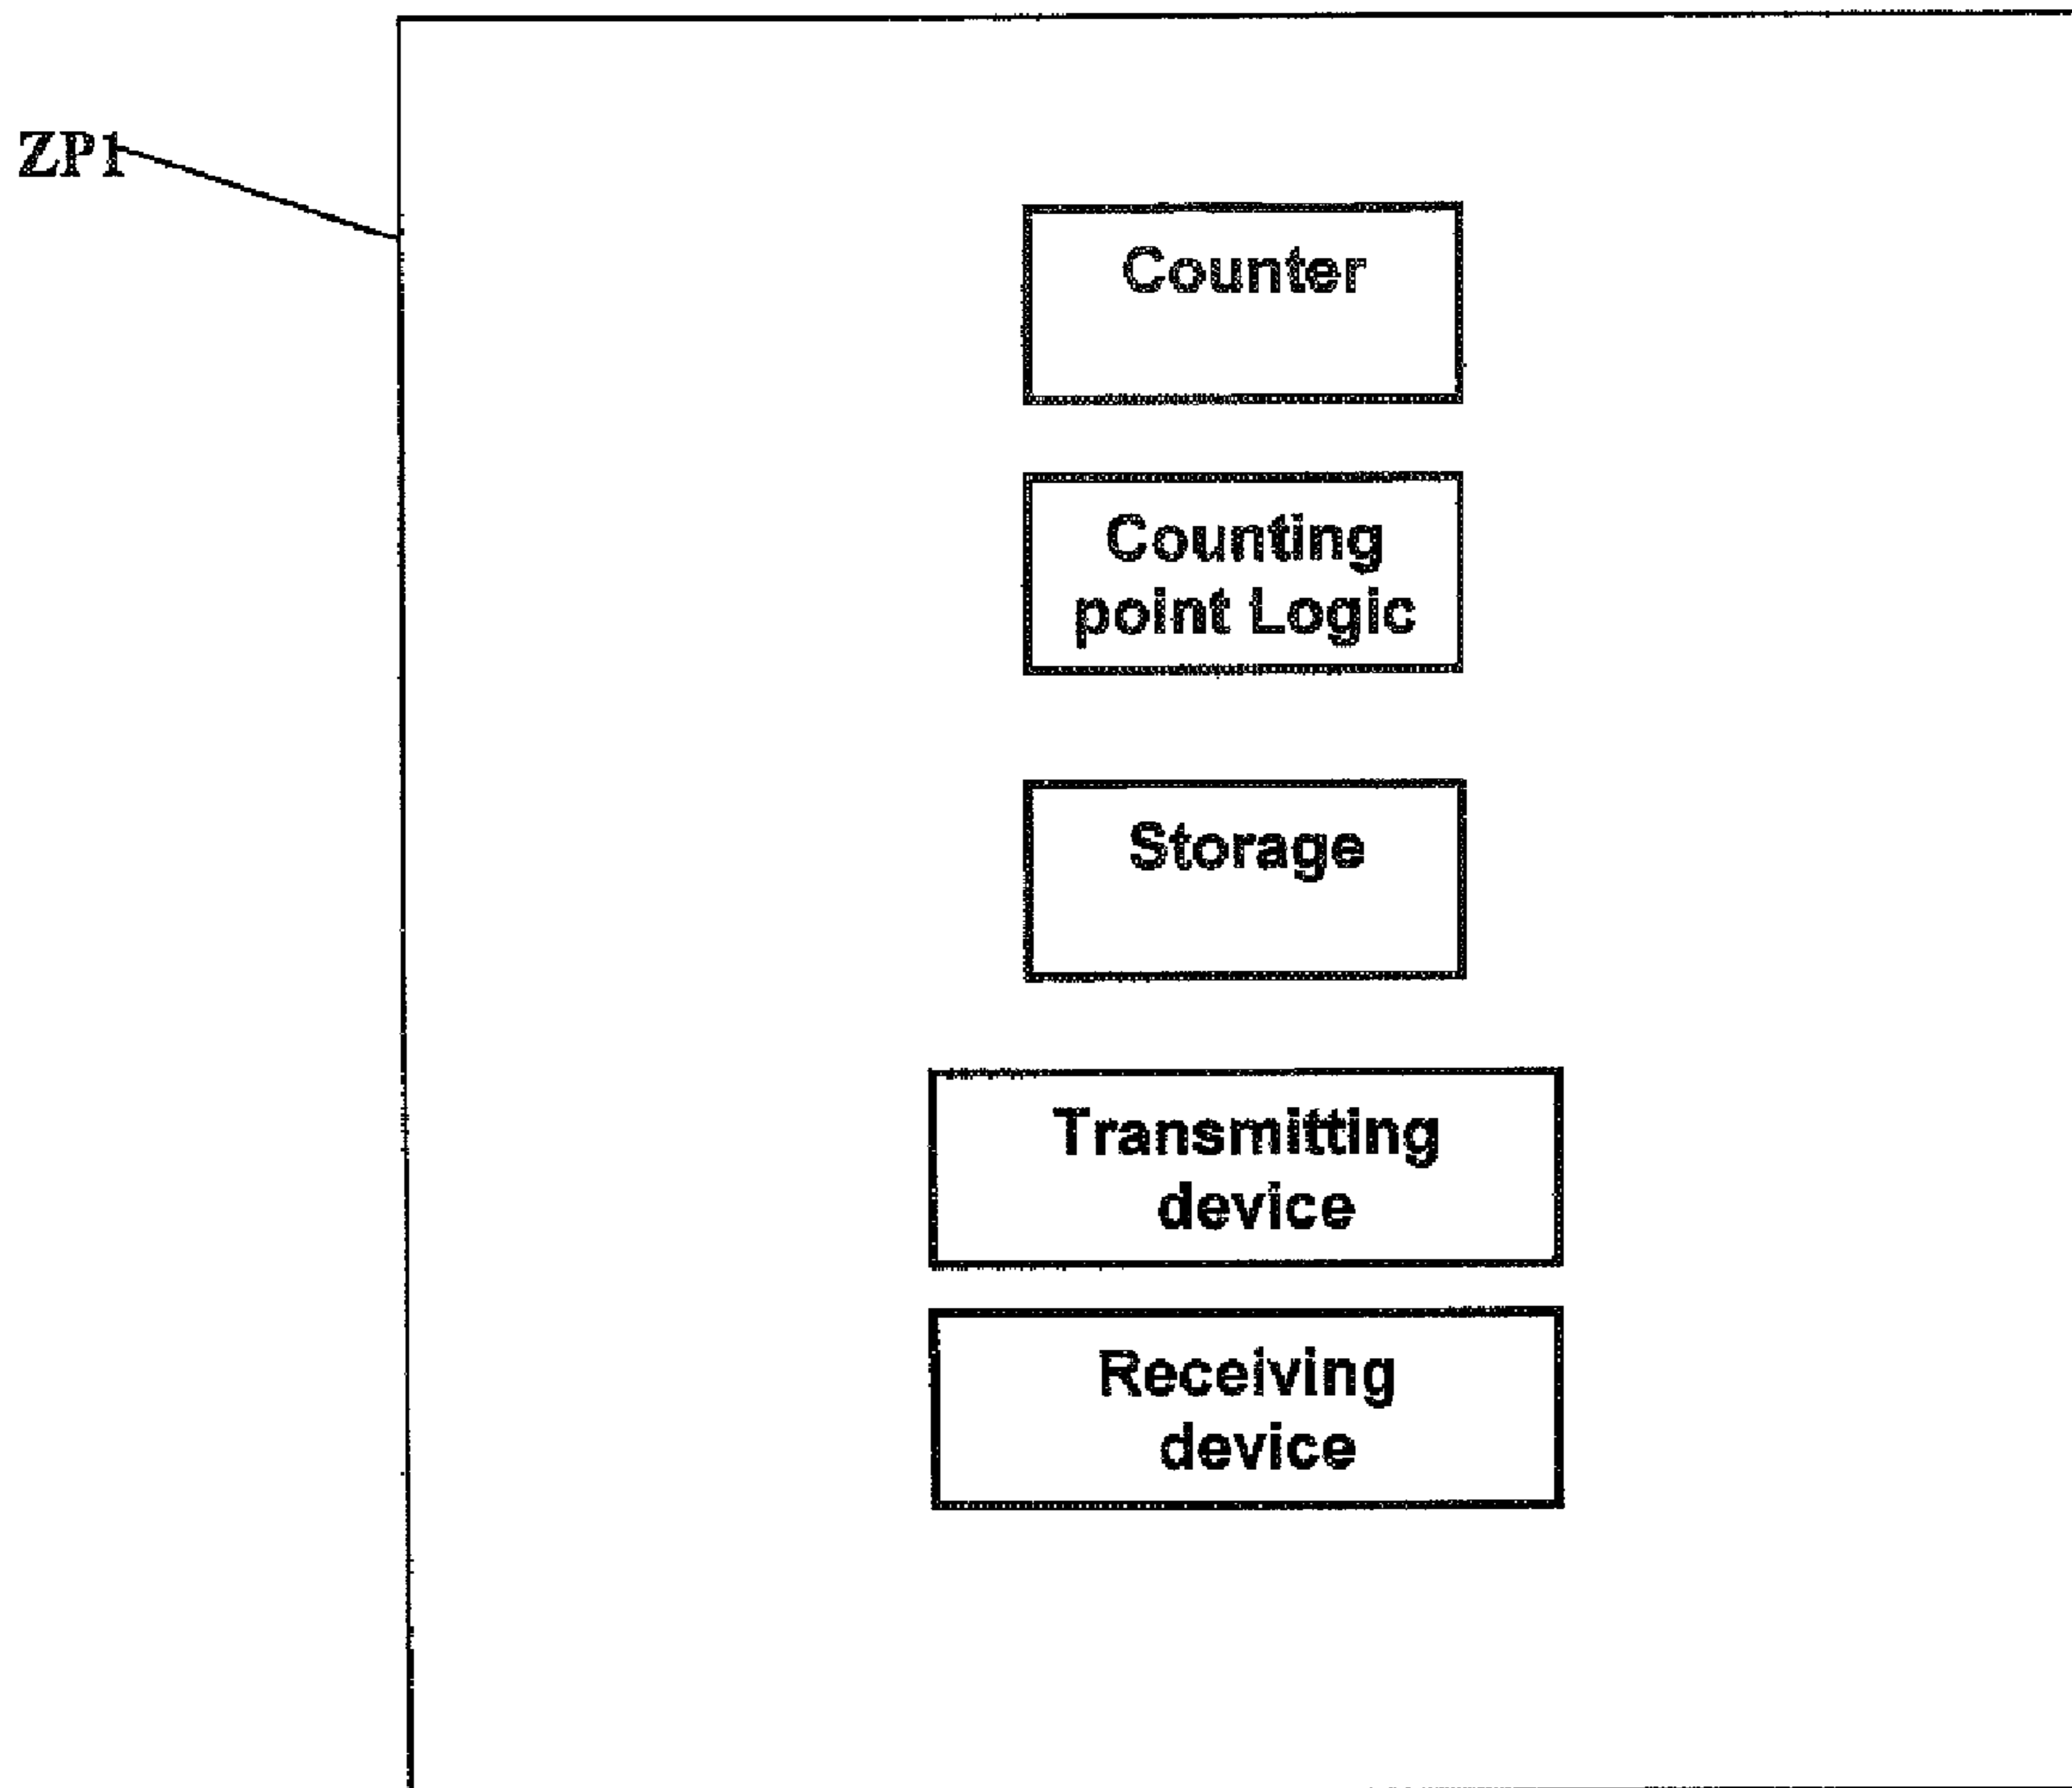 ZP1
Counter
Counting
point Logic
Storage
Transmitting
device
Receiving
device